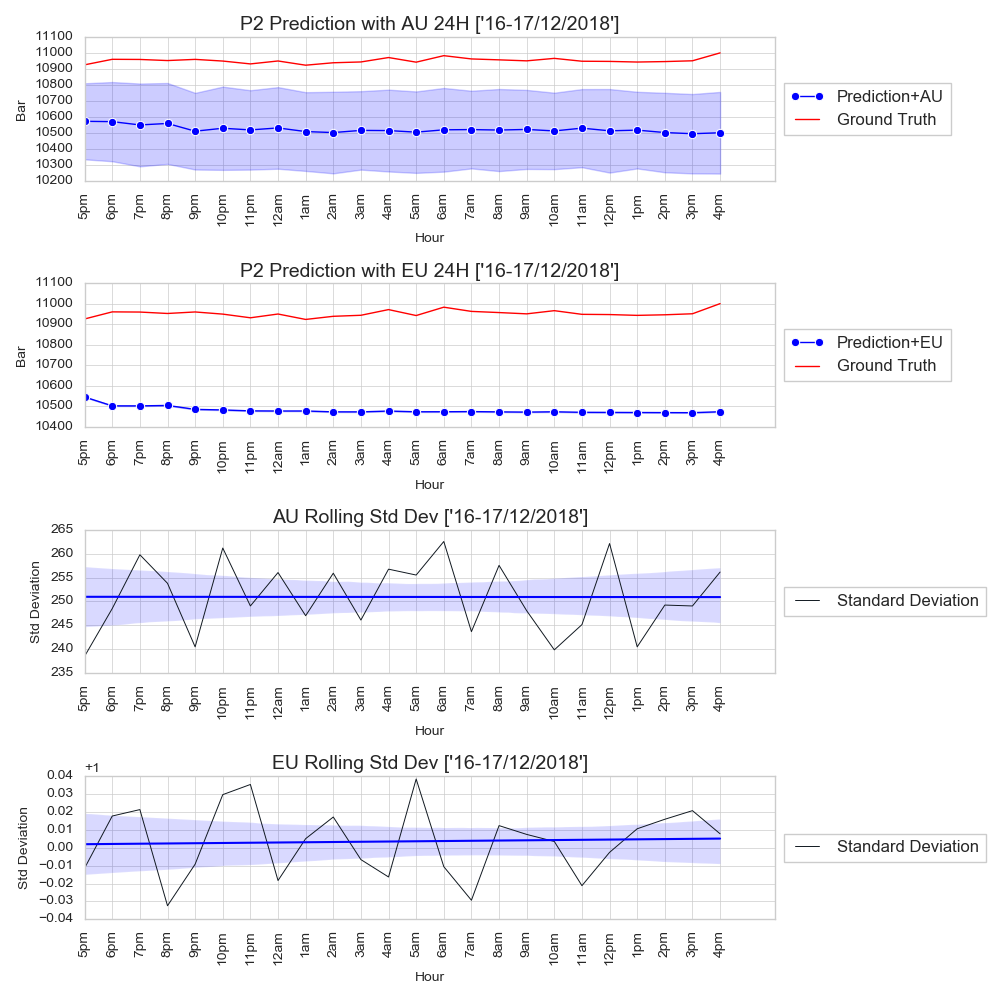 P2 Prediction with AU 24H ['16-17/12/2018']
11100
11000
10900
10800
10700
10600
10500
10400
10300
10200
Bar
5pm 6pm 7pm 8pm 9pm 10pm 11pm 12am 1am 2am 3am 4am 5am 6am 7am 8am 9am 10am 11am 12pm 1pm 2pm 3pm 4pm
Hour
Prediction+AU
Ground Truth
P2 Prediction with EU 24H ['16-17/12/2018']
11100
11000
10900
10800
10700
10600
10500
10400
Bar
5pm 6pm 7pm 8pm 9pm 10pm 11pm 12am 1am 2am 3am 4am 5am 6am 7am 8am 9am 10am 11am 12pm 1pm 2pm 3pm 4pm
Hour
Prediction+EU
Ground Truth
AU Rolling Std Dev ['16-17/12/2018']
265
260
255
250
245
240
235
Std Deviation
5pm 6pm 7pm 8pm 9pm 10pm 11pm 12am 1am 2am 3am 4am 5am 6am 7am 8am 9am 10am 11am 12pm 1pm 2pm 3pm 4pm
Hour
Standard Deviation
EU Rolling Std Dev ['16-17/12/2018']
+1
0.04
0.03
0.02
0.01
0.00
−0.01
−0.02
−0.03
−0.04
Std Deviation
5pm 6pm 7pm 8pm 9pm 10pm 11pm 12am 1am 2am 3am 4am 5am 6am 7am 8am 9am 10am 11am 12pm 1pm 2pm 3pm 4pm
Hour
Standard Deviation